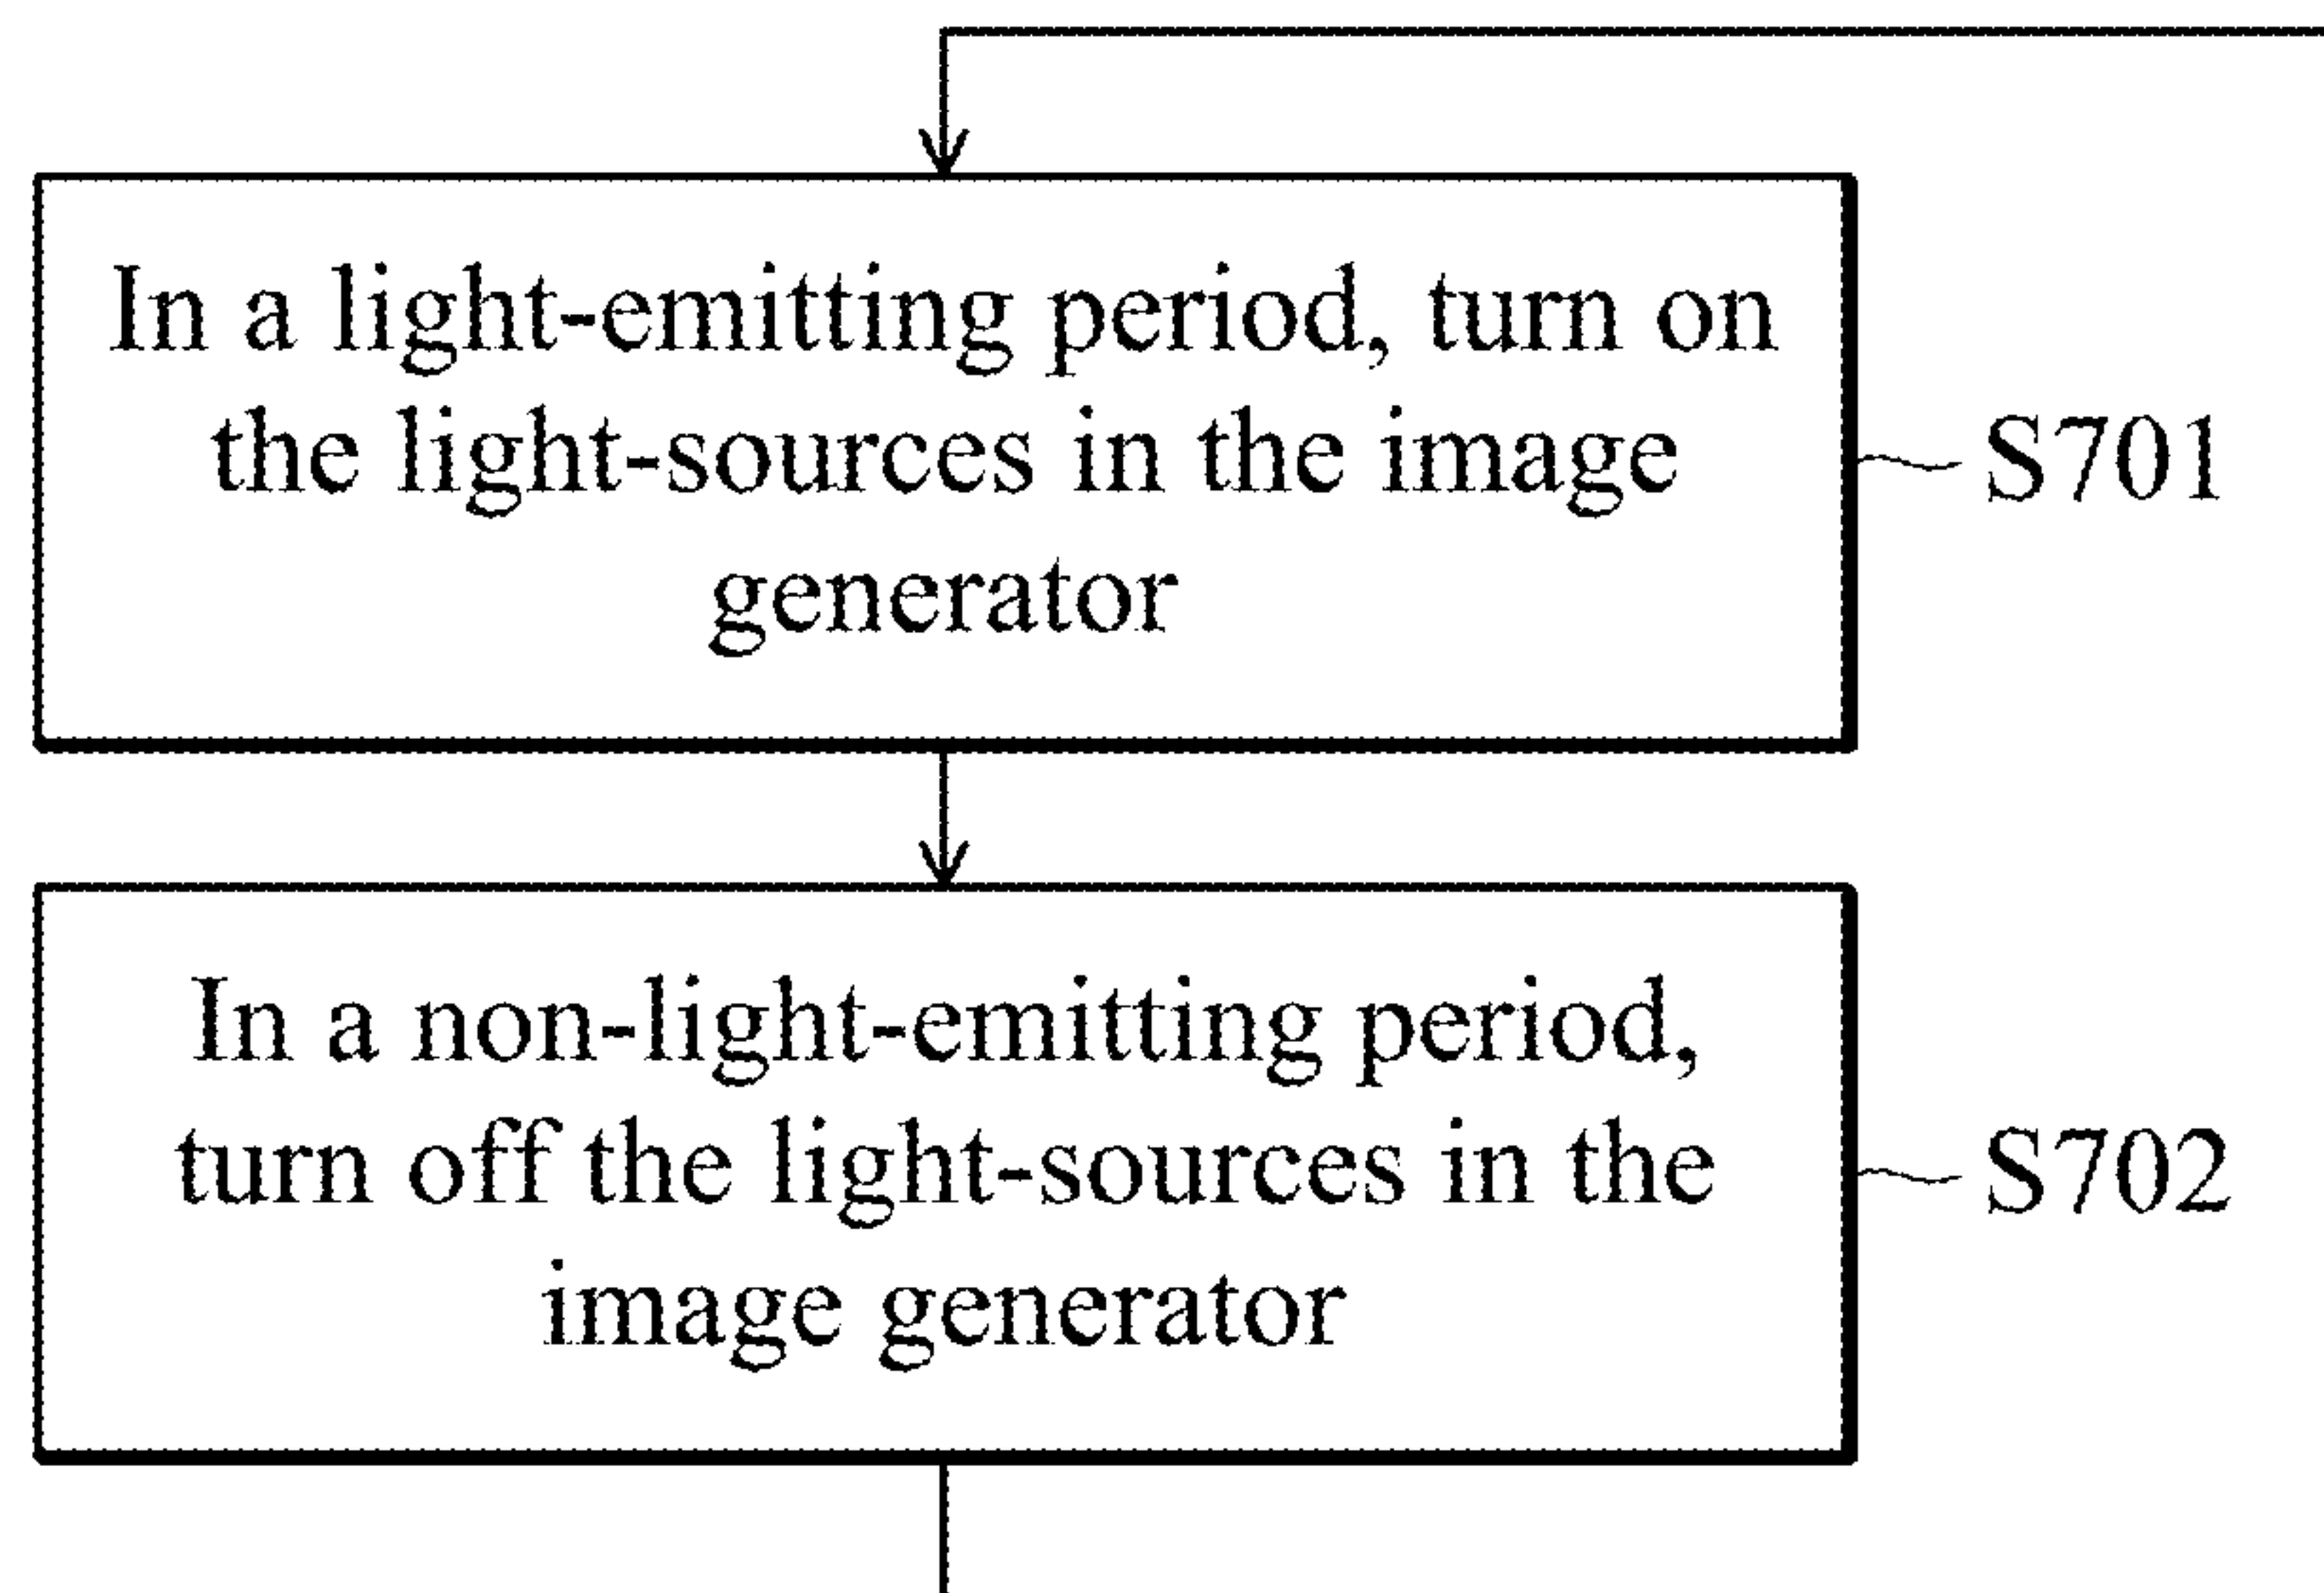 In a light-emitting period, turn on
the light-sources in the image
generator
S701
In a non-light-emitting period,
turn off the light-sources in the
image generator
S702